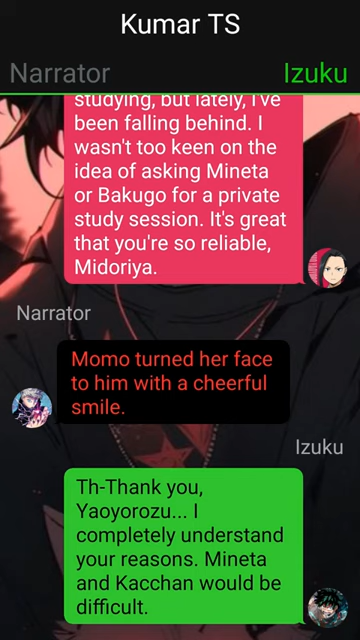 Kumar TS
Narrator
Izuku
studying, but lately, I've
been falling behind. I
wasn't too keen on the
idea of asking Mineta
or Bakugo for a private
study session. It's great
that you're so reliable,
Midoriya.
Narrator
Momo turned her face
to him with a cheerful
smile.
Izuku
Th-Thank you,
Yaoyorozu... I
completely understand
your reasons. Mineta
and Kacchan would be
difficult.